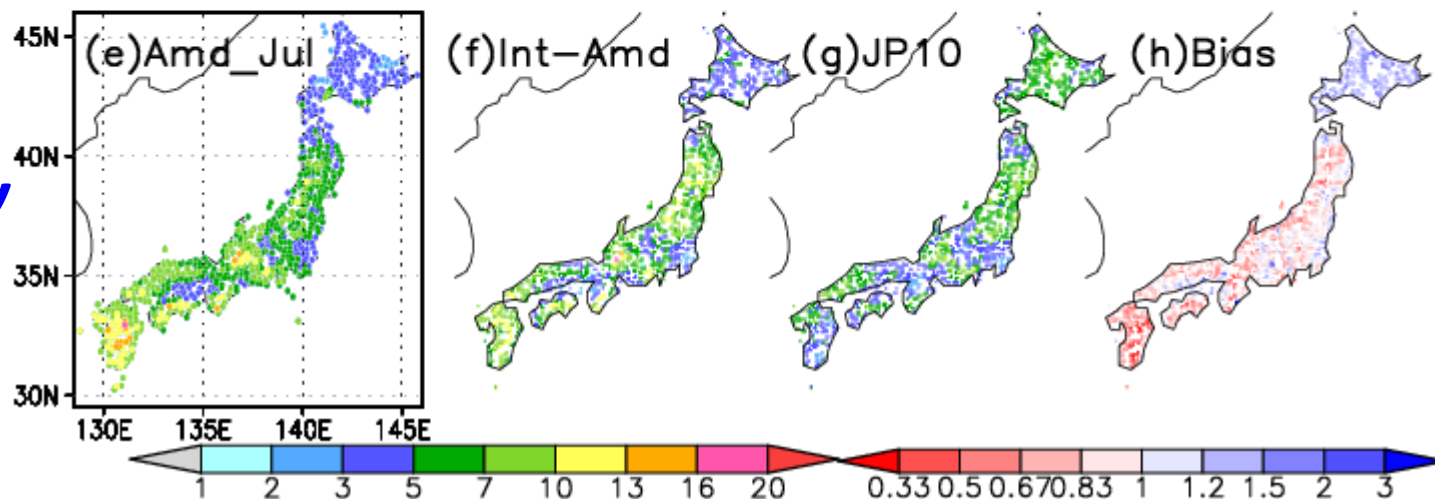 (e)Amd_Jul (f)Int-Amd (g)JP10 (h)Bias
45N
40N
35N
30N
130E 135E 140E 145E
1 2 3 5 7 10 13 16 20 0.33 0.5 0.67 0.83 1 1.2 1.5 2 3